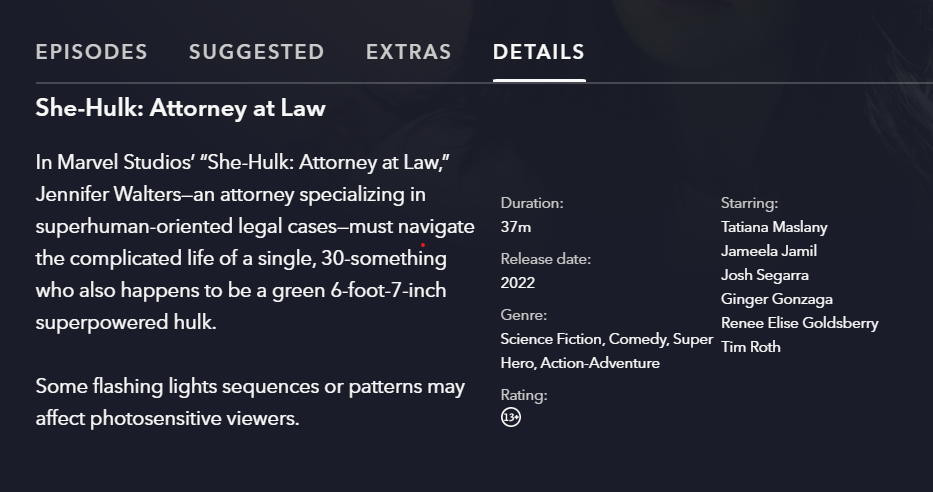 EPISODES SUGGESTED EXTRAS DETAILS
She-Hulk: Attorney at Law
In Marvel Studios’ “She-Hulk: Attorney at Law,”
Jennifer Walters—an attorney specializing in
superhuman-oriented legal cases—must navigate
the complicated life of a single, 30-something
who also happens to be a green 6-foot-7-inch
superpowered hulk.
Some flashing lights sequences or patterns may
affect photosensitive viewers.
Duration:
37m
Release date:
2022
Genre:
Science Fiction, Comedy, Super
Hero, Action-Adventure
Rating:
13+
Starring:
Tatiana Maslany
Jameela Jamil
Josh Segarra
Ginger Gonzaga
Renee Elise Goldsberry
Tim Roth